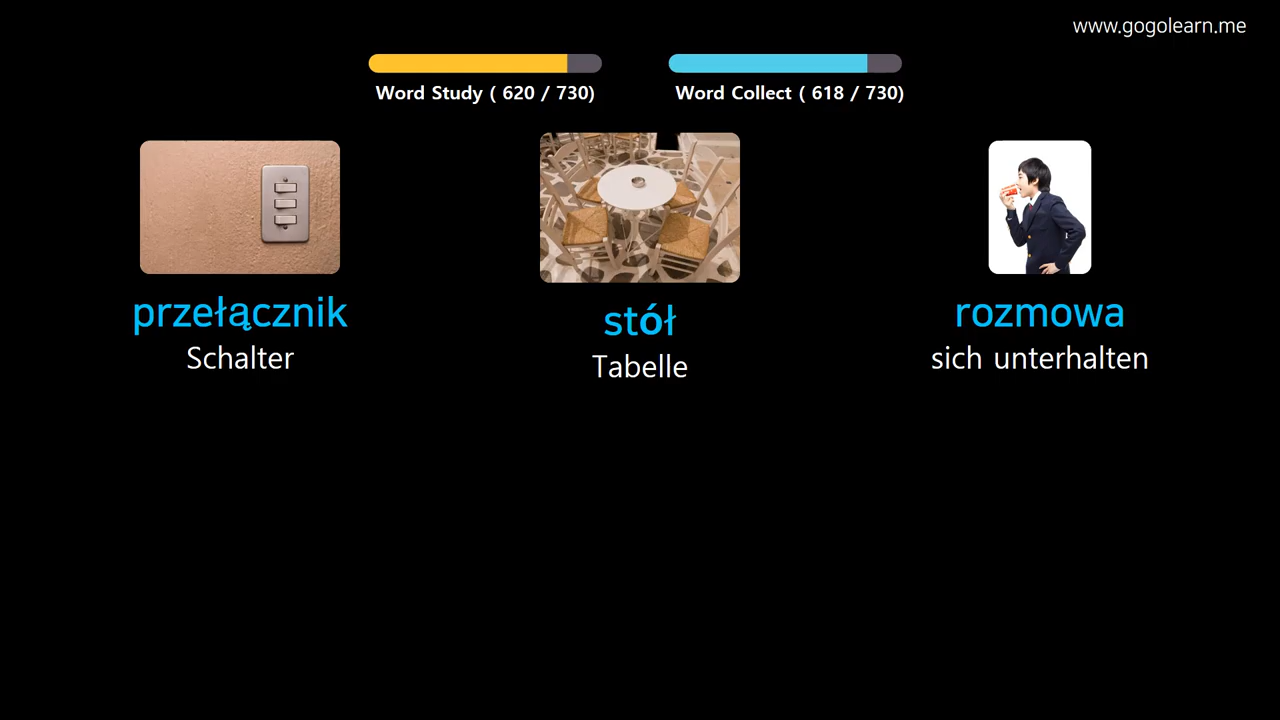 www.gogolearn.me
Word Study ( 620 / 730)
Word Collect ( 618 / 730)
przełącznik
Schalter
stół
Tabelle
rozmowa
sich unterhalten